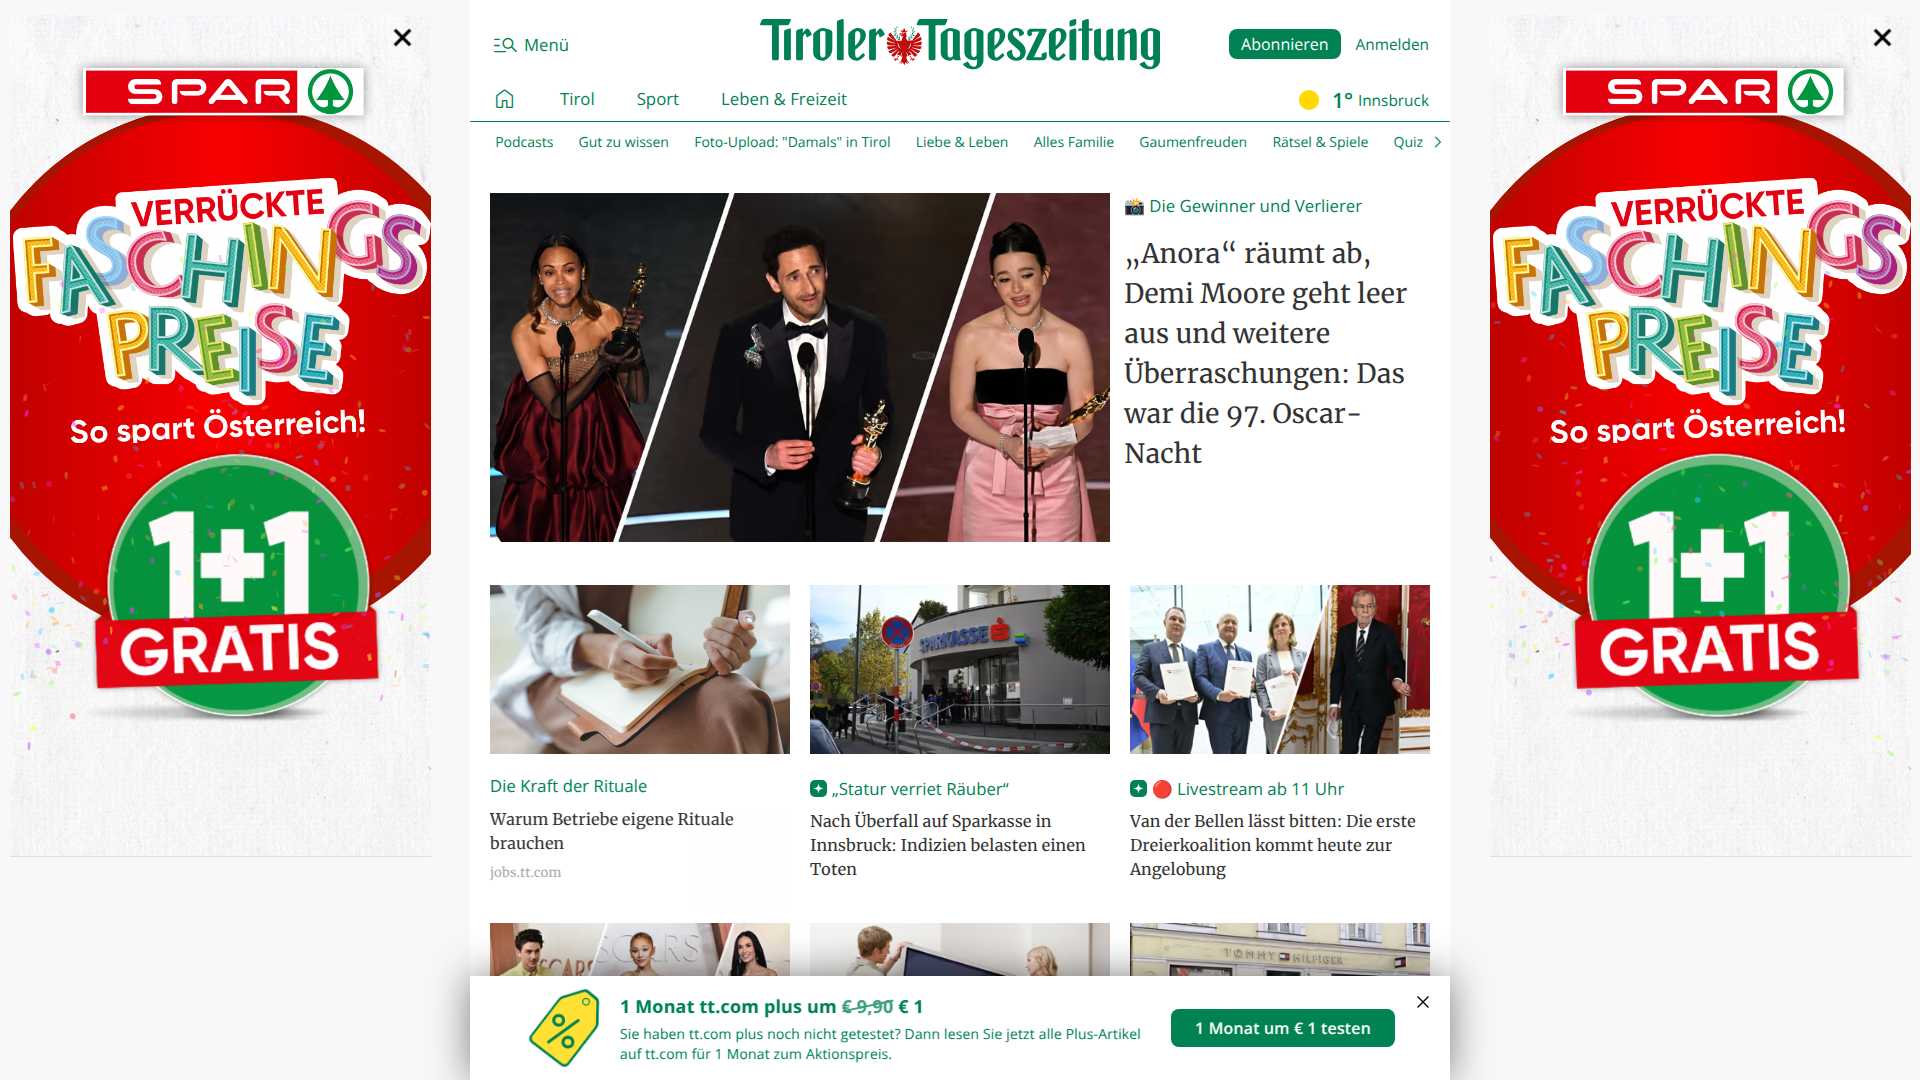 Menü
Tiroler Tageszeitung
Abonnieren
Anmelden
Tirol
Sport
Leben & Freizeit
1° Innsbruck
Podcasts
Gut zu wissen
Foto-Upload: "Damals" in Tirol
Liebe & Leben
Alles Familie
Gaumenfreuden
Rätsel & Spiele
Quiz
SPAR
VERRÜCKTE
FASCHINGS
PREISE
So spart Österreich!
1+1
GRATIS
📸 Die Gewinner und Verlierer
„Anora“ räumt ab,
Demi Moore geht leer
aus und weitere
Überraschungen: Das
war die 97. Oscar-
Nacht
SPARKASSE
Die Kraft der Rituale
Warum Betriebe eigene Rituale
brauchen
jobs.tt.com
„Statur verriet Räuber“
Nach Überfall auf Sparkasse in
Innsbruck: Indizien belasten einen
Toten
🔴 Livestream ab 11 Uhr
Van der Bellen lässt bitten: Die erste
Dreierkoalition kommt heute zur
Angelobung
TOMMY HILFIGER
1 Monat tt.com plus um € 9,90 € 1
Sie haben tt.com plus noch nicht getestet? Dann lesen Sie jetzt alle Plus-Artikel
auf tt.com für 1 Monat zum Aktionspreis.
1 Monat um € 1 testen
SPAR
VERRÜCKTE
FASCHINGS
PREISE
So spart Österreich!
1+1
GRATIS